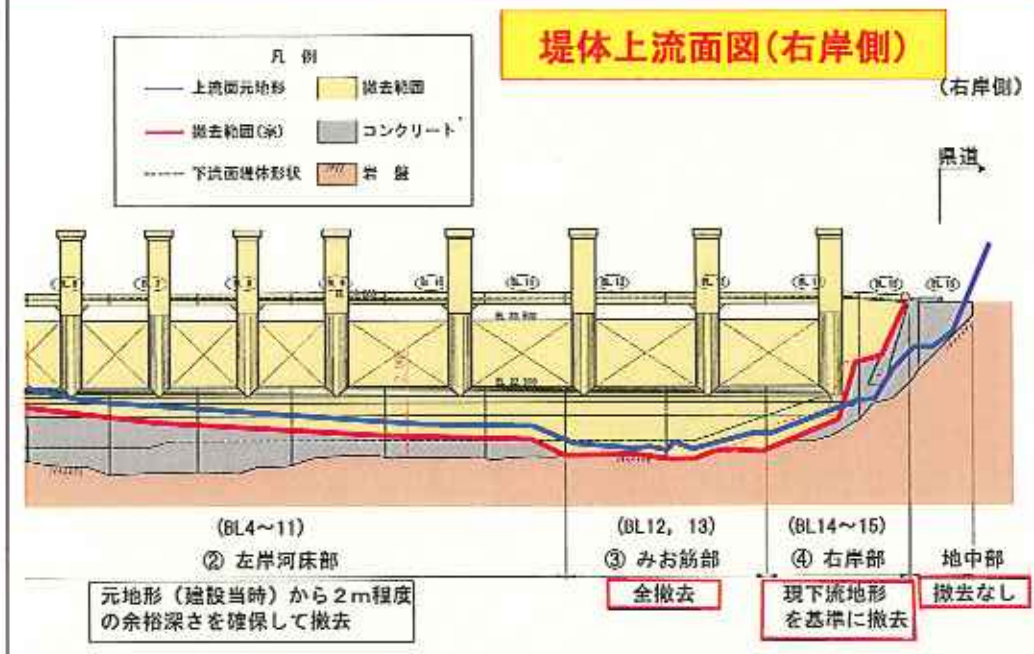 堤体上流面図(右岸側)
凡 例
上流面元地形
撤去範囲
撤去範囲(案)
コンクリート
下流面堤体形状
岩 盤
(右岸側)
県道
(BL4～11)
(BL12, 13)
(BL14～15)
② 左岸河床部
③ みお筋部
④ 右岸部
地中部
元地形（建設当時）から２ｍ程度
の余裕深さを確保して撤去
全撤去
現下流地形
を基準に撤去
撤去なし